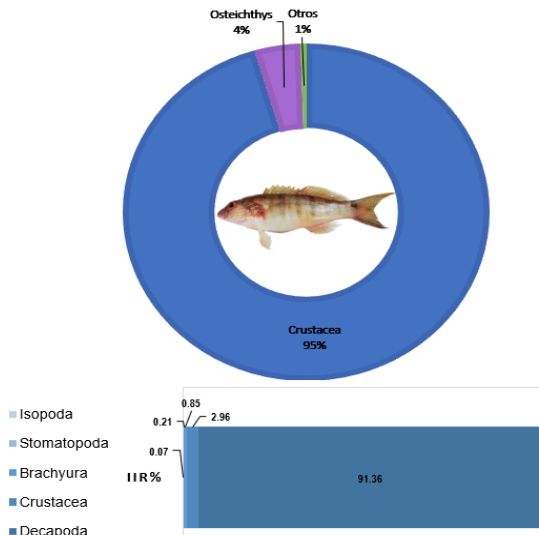 Osteichthys
4%
Otros
1%
Crustacea
95%
Isopoda
Stomatopoda
Brachyura
Crustacea
Decapoda
IIR%
0.07
0.21
0.85
2.96
91.36